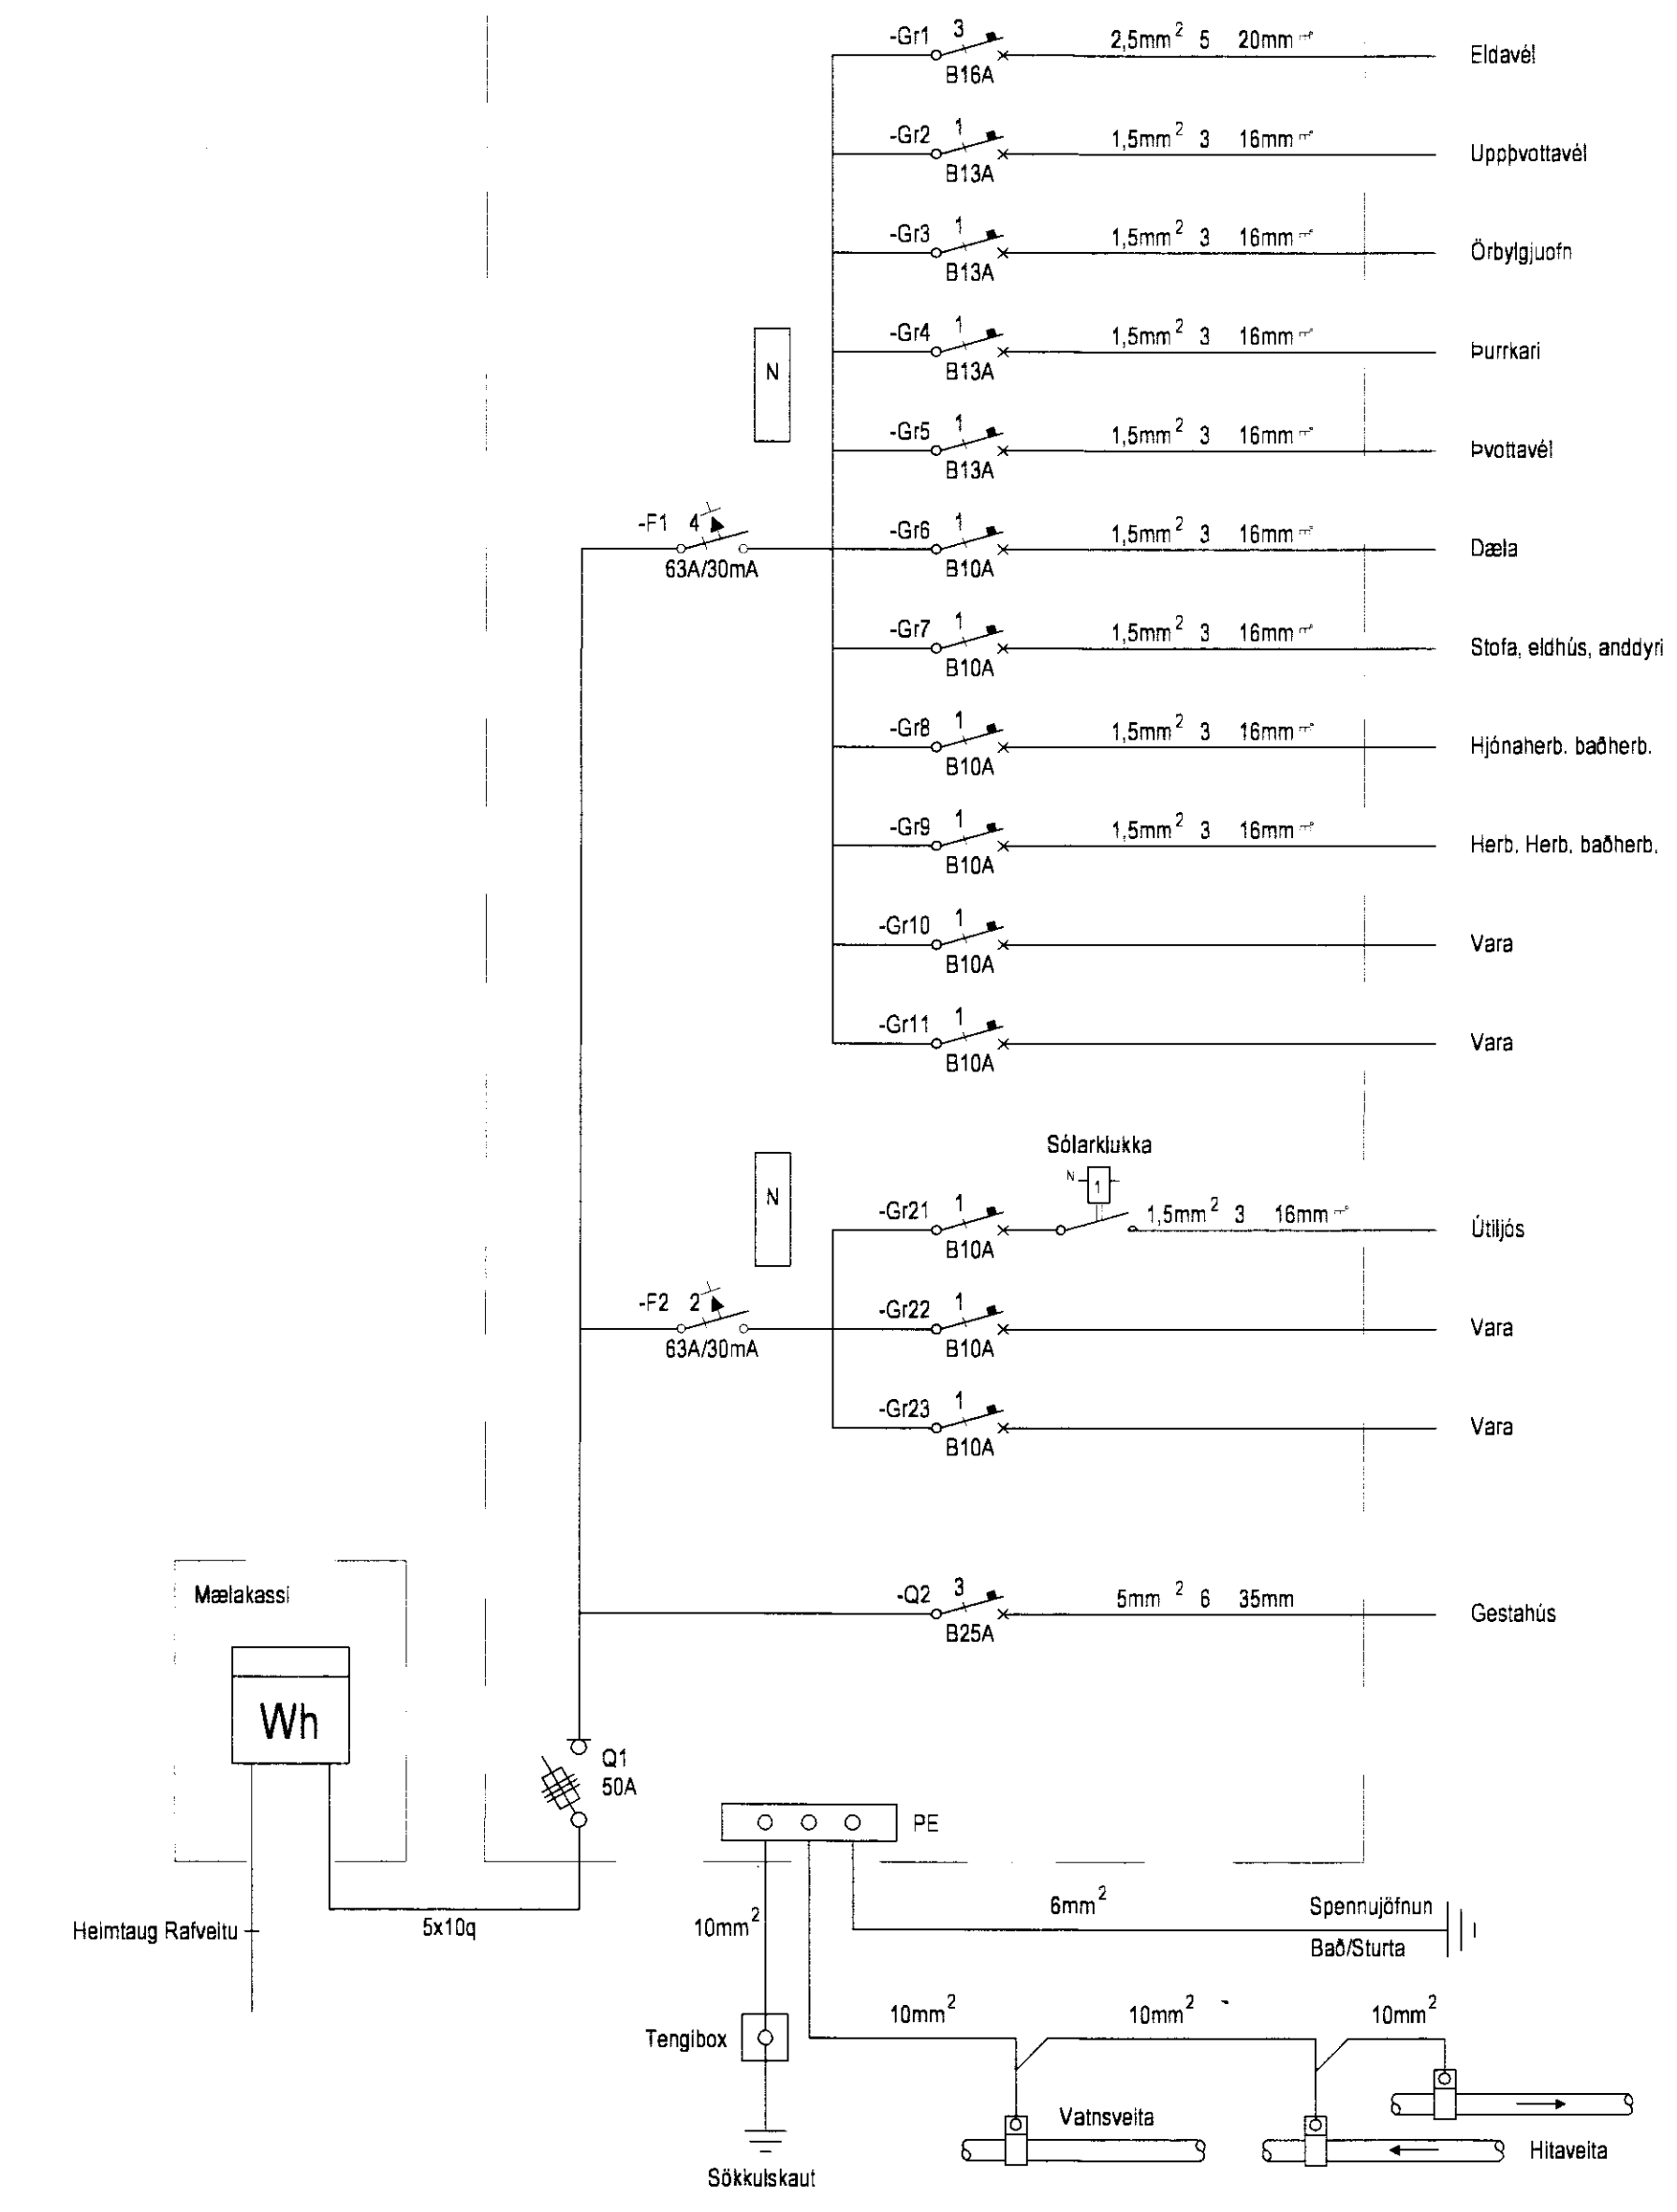 -Gr1 3 2,5mm² 5 20mm Eldavél
B16A
-Gr2 1 1,5mm² 3 16mm Uppþvottavél
B13A
-Gr3 1 1,5mm² 3 16mm Örbylgjuofn
B13A
-Gr4 1 1,5mm² 3 16mm Þurrkari
B13A
N
-Gr5 1 1,5mm² 3 16mm Þvottavél
B13A
-F1 4
63A/30mA
-Gr6 1 1,5mm² 3 16mm Dæla
B10A
-Gr7 1 1,5mm² 3 16mm Stofa, eldhús, anddyri
B10A
-Gr8 1 1,5mm² 3 16mm Hjónaherb. baðherb.
B10A
-Gr9 1 1,5mm² 3 16mm Herb. Herb. baðherb.
B10A
-Gr10 1 Vara
B10A
-Gr11 1 Vara
B10A
Sólarklukka
N 1
N
-Gr21 1 1,5mm² 3 16mm Útiljós
B10A
-F2 2
63A/30mA
-Gr22 1 Vara
B10A
-Gr23 1 Vara
B10A
-Q2 3 5mm ² 6 35mm Gestahús
B25A
Mælakassi
Wh
Q1
50A
PE
Heimtaug Rafveitu
5x10q
10mm²
6mm²
Spennujöfnun
Bað/Sturta
10mm² 10mm² 10mm²
Tengibox
Vatnsveita
Hitaveita
Sökkulskaut